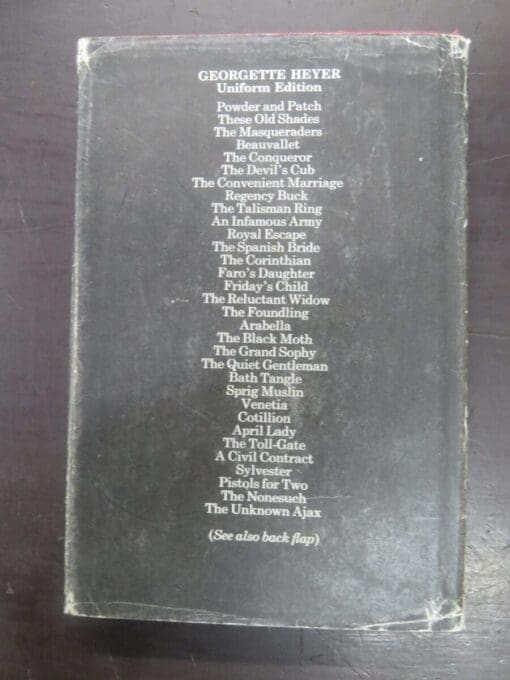 GEORGETTE HEYER
Uniform Edition
Powder and Patch
These Old Shades
The Masqueraders
Beauvallet
The Conqueror
The Devil's Cub
The Convenient Marriage
Regency Buck
The Talisman Ring
An Infamous Army
Royal Escape
The Spanish Bride
The Corinthian
Faro's Daughter
Friday's Child
The Reluctant Widow
The Foundling
Arabella
The Black Moth
The Grand Sophy
The Quiet Gentleman
Bath Tangle
Sprig Muslin
Venetia
Cotillion
April Lady
The Toll-Gate
A Civil Contract
Sylvester
Pistols for Two
The Nonesuch
The Unknown Ajax
(See also back flap)